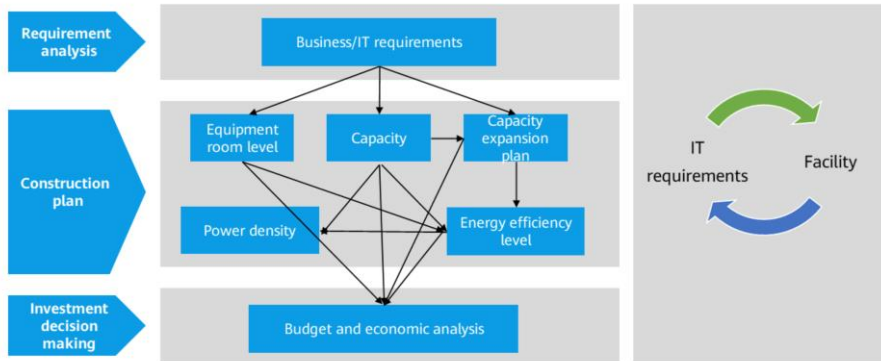 Requirement
analysis
Business/IT requirements
Construction
plan
Equipment
room level
Capacity
Capacity
expansion
plan
Power density
Energy efficiency
level
Investment
decision
making
Budget and economic analysis
IT
requirements
Facility